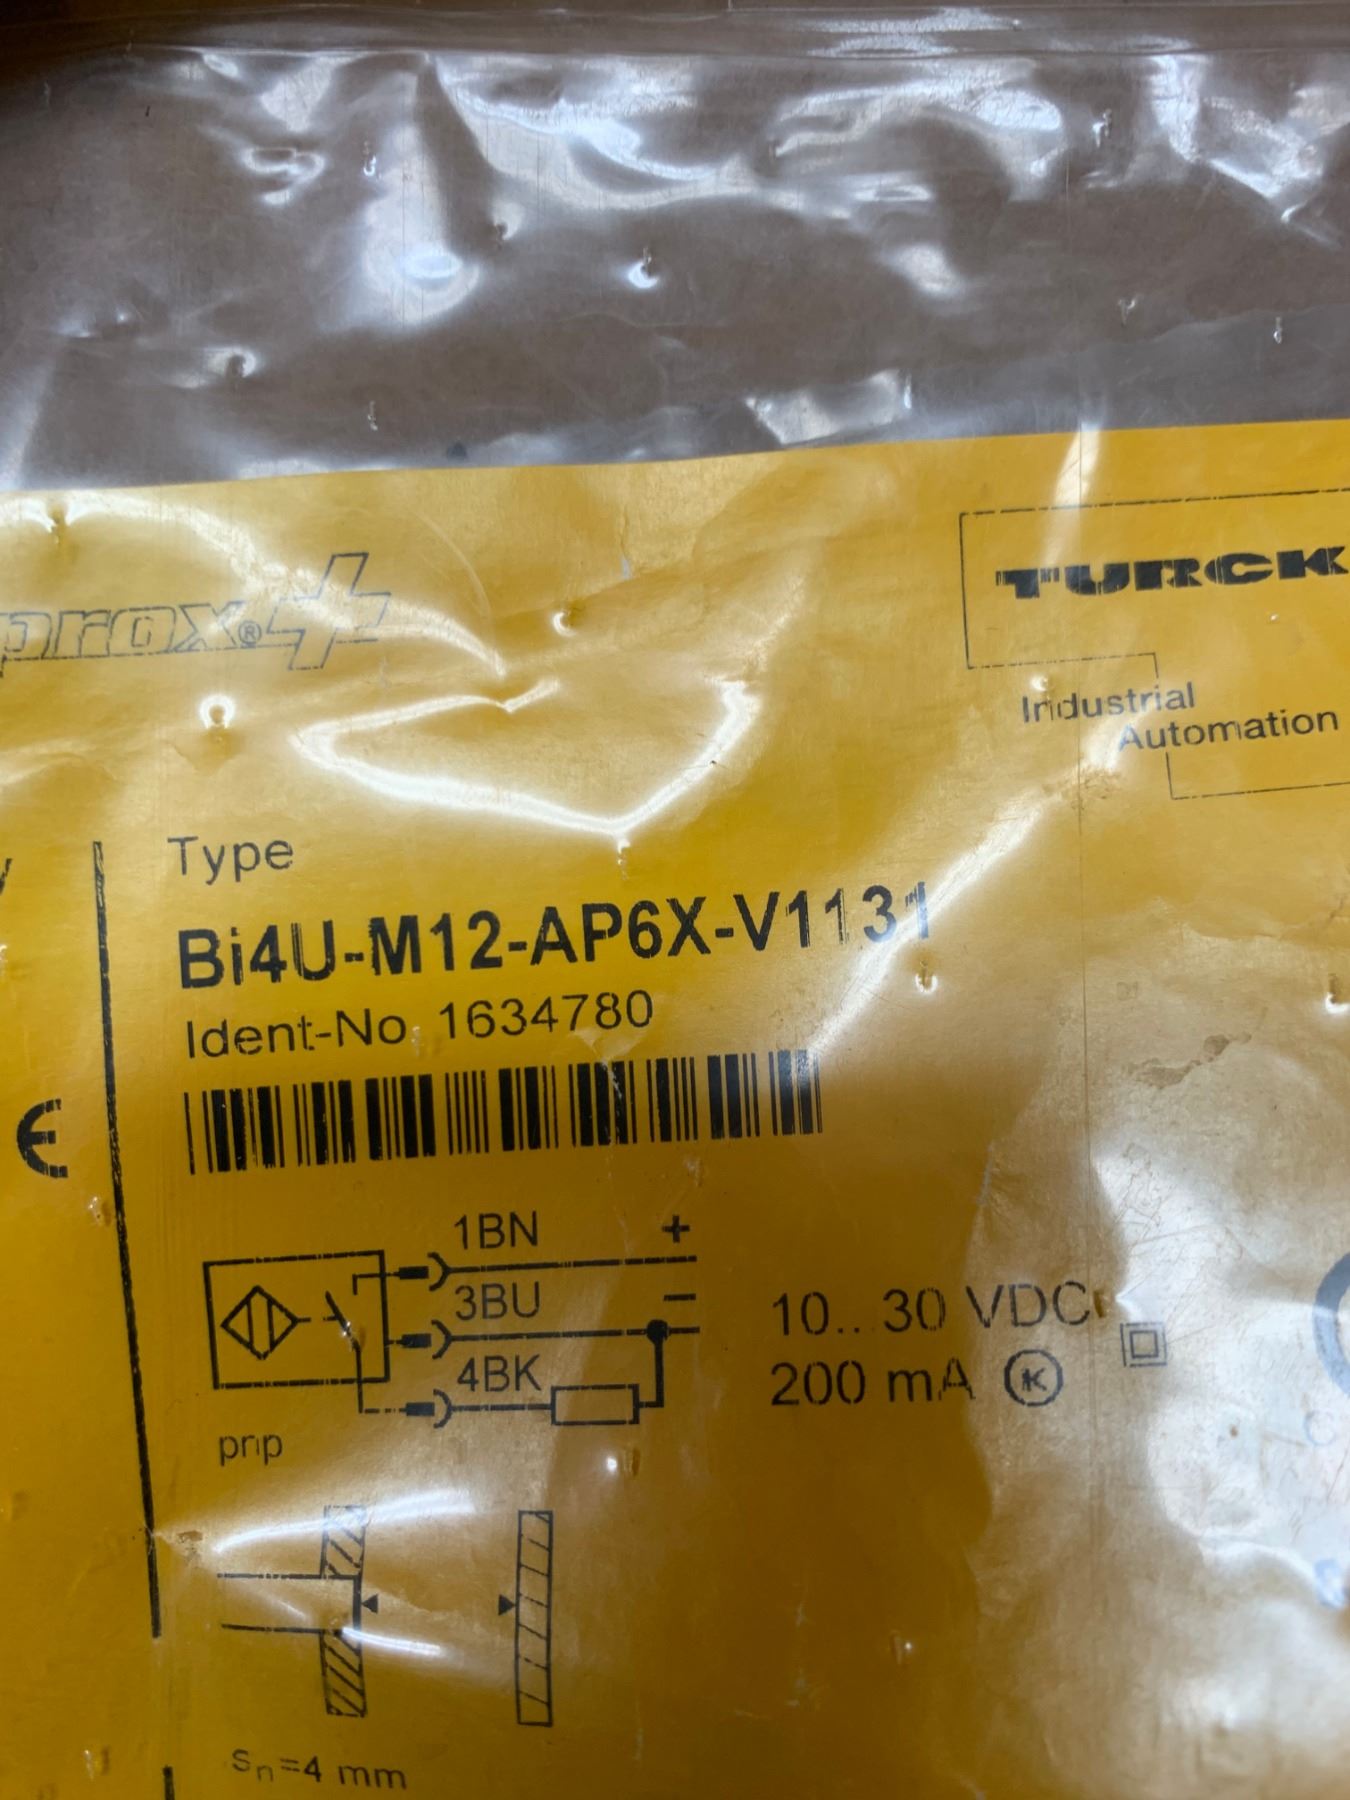 prox®+
TURCK
Industrial
Automation
Type
Bi4U-M12-AP6X-V1131
Ident-No. 1634780
CE
1BN +
3BU −
4BK
pnp
10...30 VDC
200 mA K
sn=4 mm